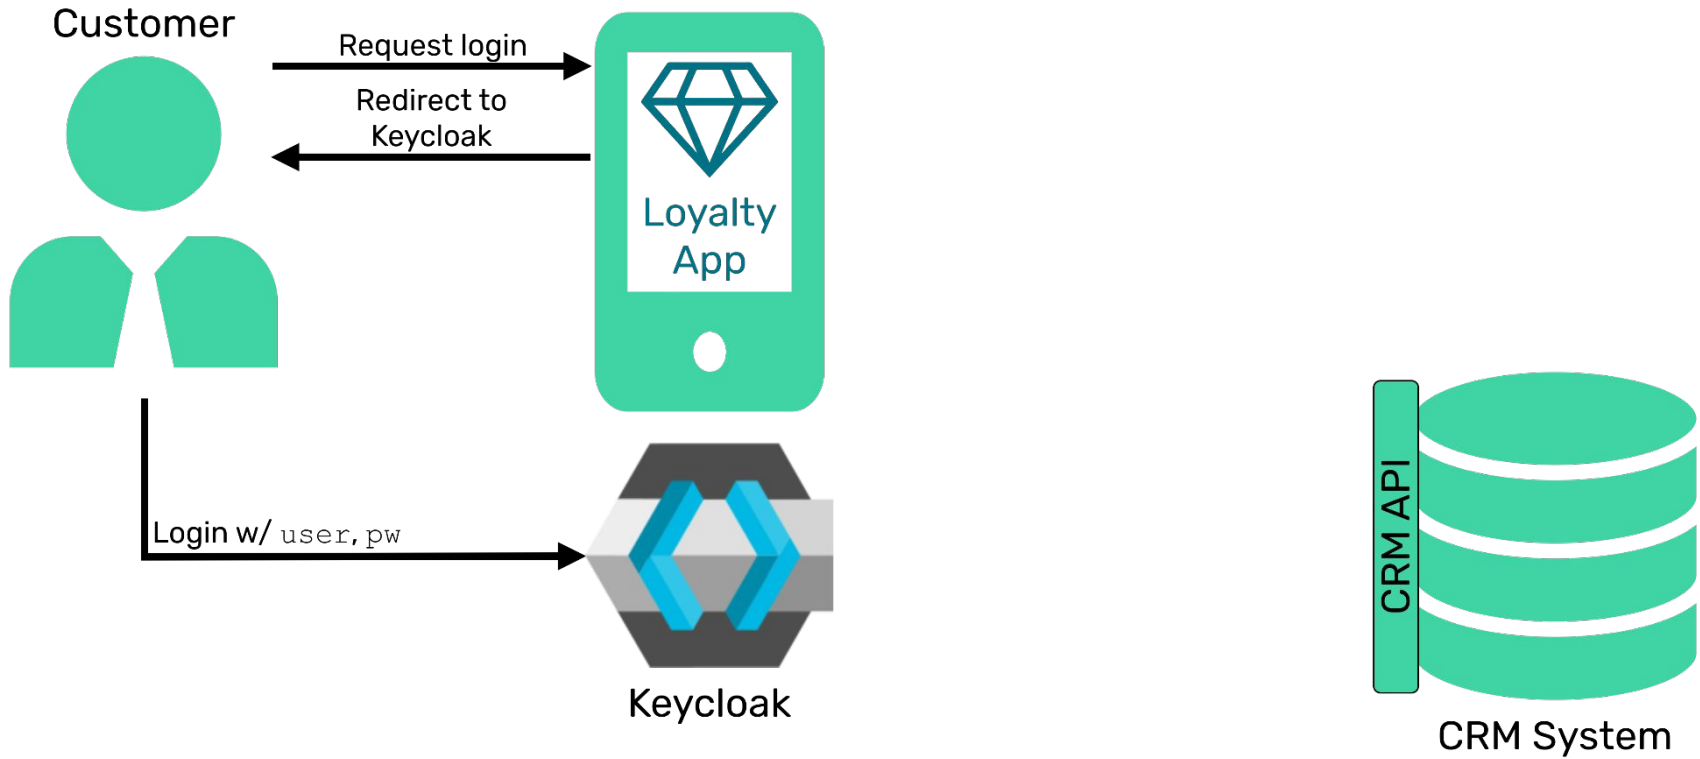 Customer
Request login
Redirect to
Keycloak
Loyalty
App
Login w/ user, pw
Keycloak
CRM API
CRM System